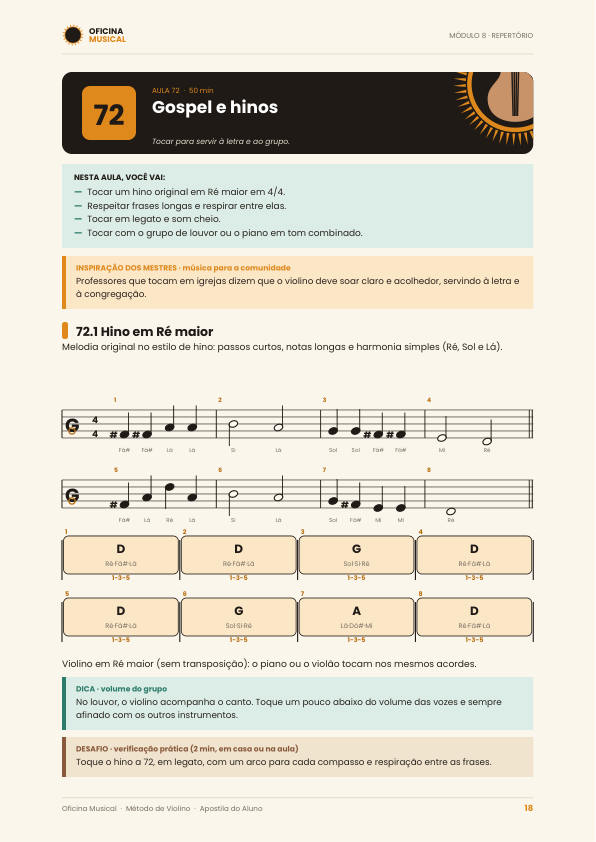 OFICINA
MUSICAL
MÓDULO 8 · REPERTÓRIO
72
AULA 72 · 50 min
Gospel e hinos
Tocar para servir à letra e ao grupo.
NESTA AULA, VOCÊ VAI:
— Tocar um hino original em Ré maior em 4/4.
— Respeitar frases longas e respirar entre elas.
— Tocar em legato e som cheio.
— Tocar com o grupo de louvor ou o piano em tom combinado.
INSPIRAÇÃO DOS MESTRES · música para a comunidade
Professores que tocam em igrejas dizem que o violino deve soar claro e acolhedor, servindo à letra e
à congregação.
72.1 Hino em Ré maior
Melodia original no estilo de hino: passos curtos, notas longas e harmonia simples (Ré, Sol e Lá).
1 2 3 4
G 4 4 # # # #
Fá# Fá# Lá Lá Si Lá Sol Sol Fá# Fá# Mi Ré
5 6 7 8
G # #
Fá# Lá Ré Lá Si Lá Sol Fá# Mi Mi Ré
1 2 3 4
D D G D
Ré·Fá#·Lá Ré·Fá#·Lá Sol·Si·Ré Ré·Fá#·Lá
1-3-5 1-3-5 1-3-5 1-3-5
5 6 7 8
D G A D
Ré·Fá#·Lá Sol·Si·Ré Lá·Dó#·Mi Ré·Fá#·Lá
1-3-5 1-3-5 1-3-5 1-3-5
Violino em Ré maior (sem transposição): o piano ou o violão tocam nos mesmos acordes.
DICA · volume do grupo
No louvor, o violino acompanha o canto. Toque um pouco abaixo do volume das vozes e sempre
afinado com os outros instrumentos.
DESAFIO · verificação prática (2 min, em casa ou na aula)
Toque o hino a 72, em legato, com um arco para cada compasso e respiração entre as frases.
Oficina Musical · Método de Violino · Apostila do Aluno
18